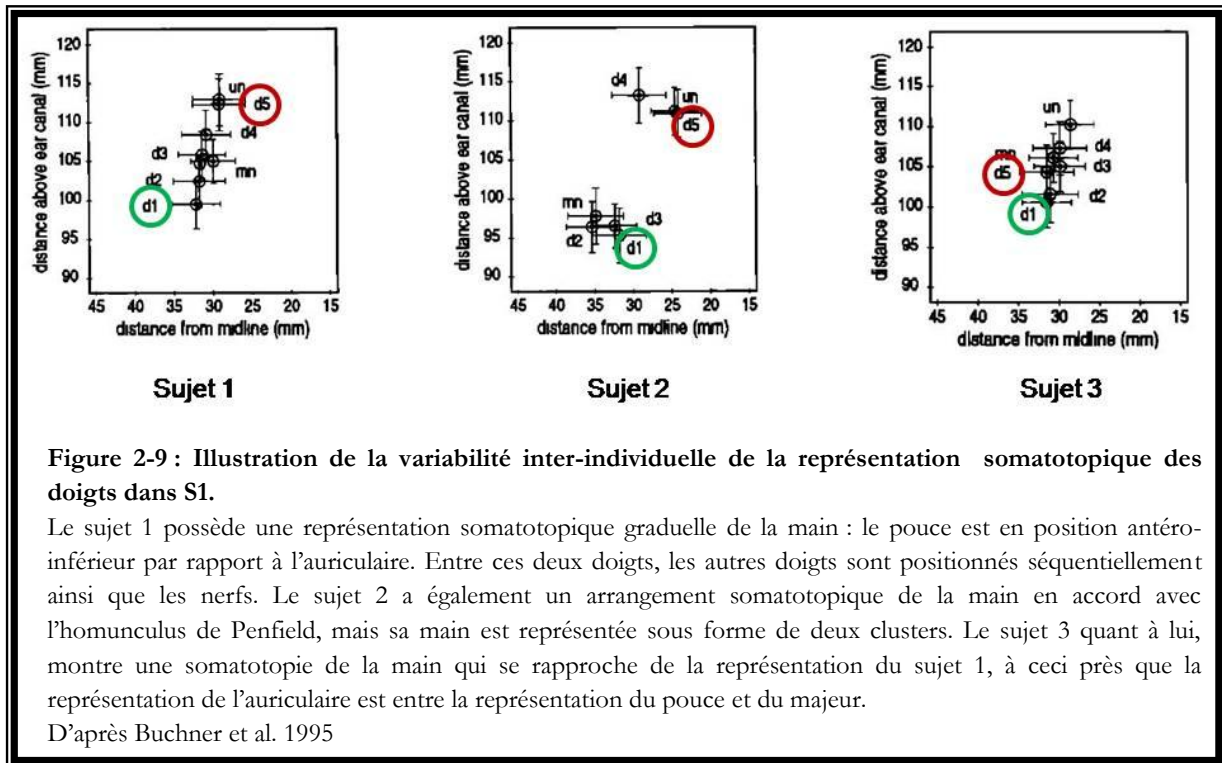 120
115
110
105
100
95
90
distance above ear canal (mm)
un
d5
d4
d3
mn
d2
d1
45 40 35 30 25 20 15
distance from midline (mm)
Sujet 1
120
115
110
105
100
95
90
distance above ear canal (mm)
d4
un
d5
mn
d3
d2
d1
45 40 35 30 25 20 15
distance from midline (mm)
Sujet 2
120
115
110
105
100
95
90
distance above ear canal (mm)
un
d4
mn
d3
d5
d2
d1
45 40 35 30 25 20 15
distance from midline (mm)
Sujet 3
Figure 2-9 : Illustration de la variabilité inter-individuelle de la représentation somatotopique des
doigts dans S1.
Le sujet 1 possède une représentation somatotopique graduelle de la main : le pouce est en position antéro-
inférieur par rapport à l’auriculaire. Entre ces deux doigts, les autres doigts sont positionnés séquentiellement
ainsi que les nerfs. Le sujet 2 a également un arrangement somatotopique de la main en accord avec
l’homunculus de Penfield, mais sa main est représentée sous forme de deux clusters. Le sujet 3 quant à lui,
montre une somatotopie de la main qui se rapproche de la représentation du sujet 1, à ceci près que la
représentation de l’auriculaire est entre la représentation du pouce et du majeur.
D’après Buchner et al. 1995